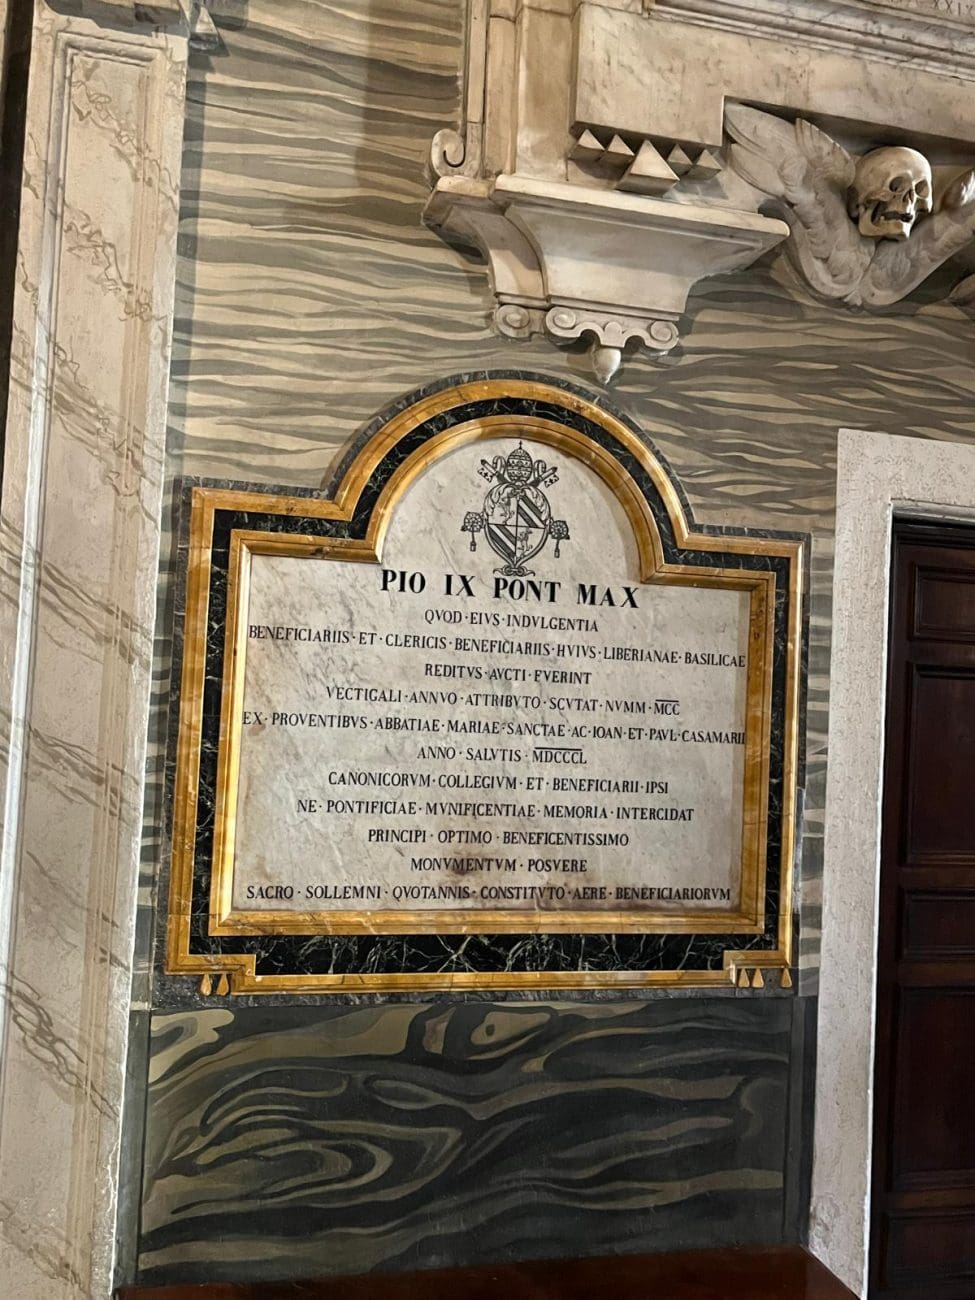 PIO IX PONT MAX
QVOD·EIVS·INDVLGENTIA
BENEFICIARIIS·ET·CLERICIS·BENEFICIARIIS·HVIVS·LIBERIANAE·BASILICAE
REDITVS·AVCTI·FVERINT
VECTIGALI·ANNVO·ATTRIBVTO·SCVTAT·NVMM·M̅C̅C̅
EX·PROVENTIBVS·ABBATIAE·MARIAE·SANCTAE·AC·IOAN·ET·PAVL·CASAMARII
ANNO·SALVTIS·M̅D̅C̅C̅C̅L̅
CANONICORVM·COLLEGIVM·ET·BENEFICIARII·IPSI
NE·PONTIFICIAE·MVNIFICENTIAE·MEMORIA·INTERCIDAT
PRINCIPI·OPTIMO·BENEFICENTISSIMO
MONVMENTVM·POSVERE
SACRO·SOLLEMNI·QVOTANNIS·CONSTITVTO·AERE·BENEFICIARIORVM